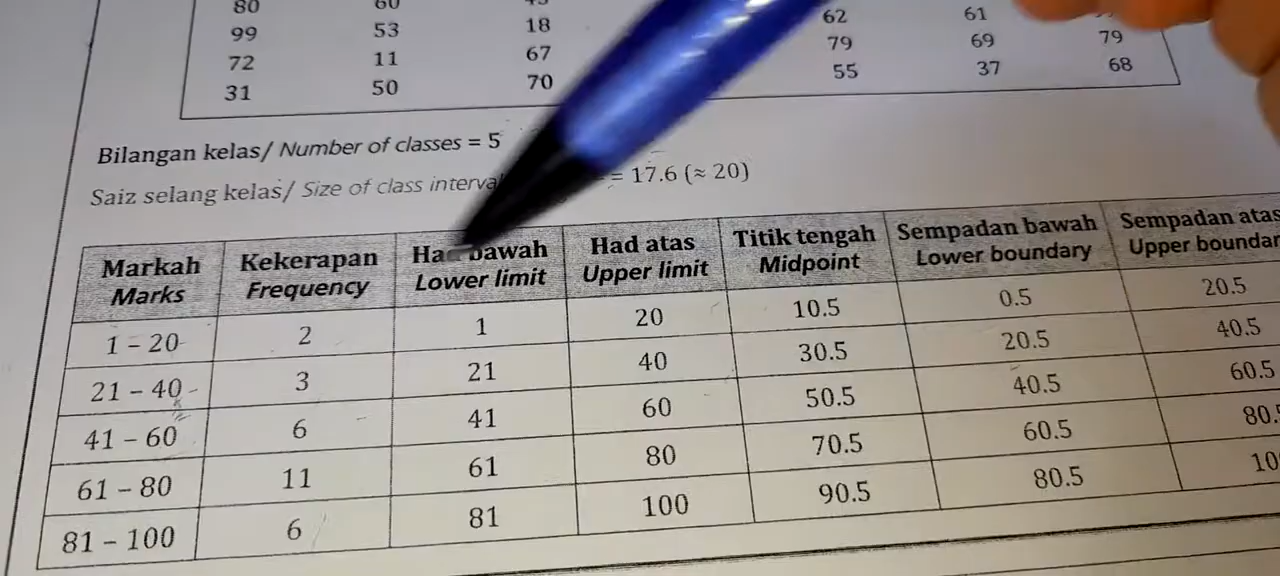 80 60 62 61
99 53 18 79 69 79
72 11 67 55 37 68
31 50 70
Bilangan kelas/ Number of classes = 5
Saiz selang kelas/ Size of class interval = 17.6 (≈ 20)
Markah Kekerapan Had bawah Had atas Titik tengah Sempadan bawah Sempadan atas
Marks Frequency Lower limit Upper limit Midpoint Lower boundary Upper boundar
1 – 20 2 1 20 10.5 0.5 20.5
21 – 40 3 21 40 30.5 20.5 40.5
41 – 60 6 41 60 50.5 40.5 60.5
61 – 80 11 61 80 70.5 60.5 80.
81 – 100 6 81 100 90.5 80.5 10